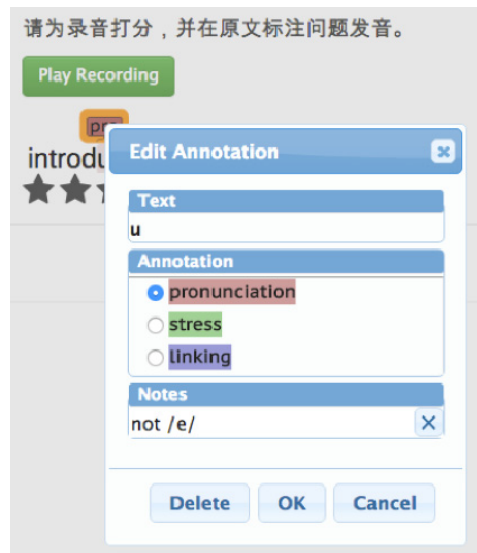 请为录音打分，并在原文标注问题发音。
Play Recording
Edit Annotation
Text
u
Annotation
pronunciation
stress
linking
Notes
not /e/
Delete OK Cancel